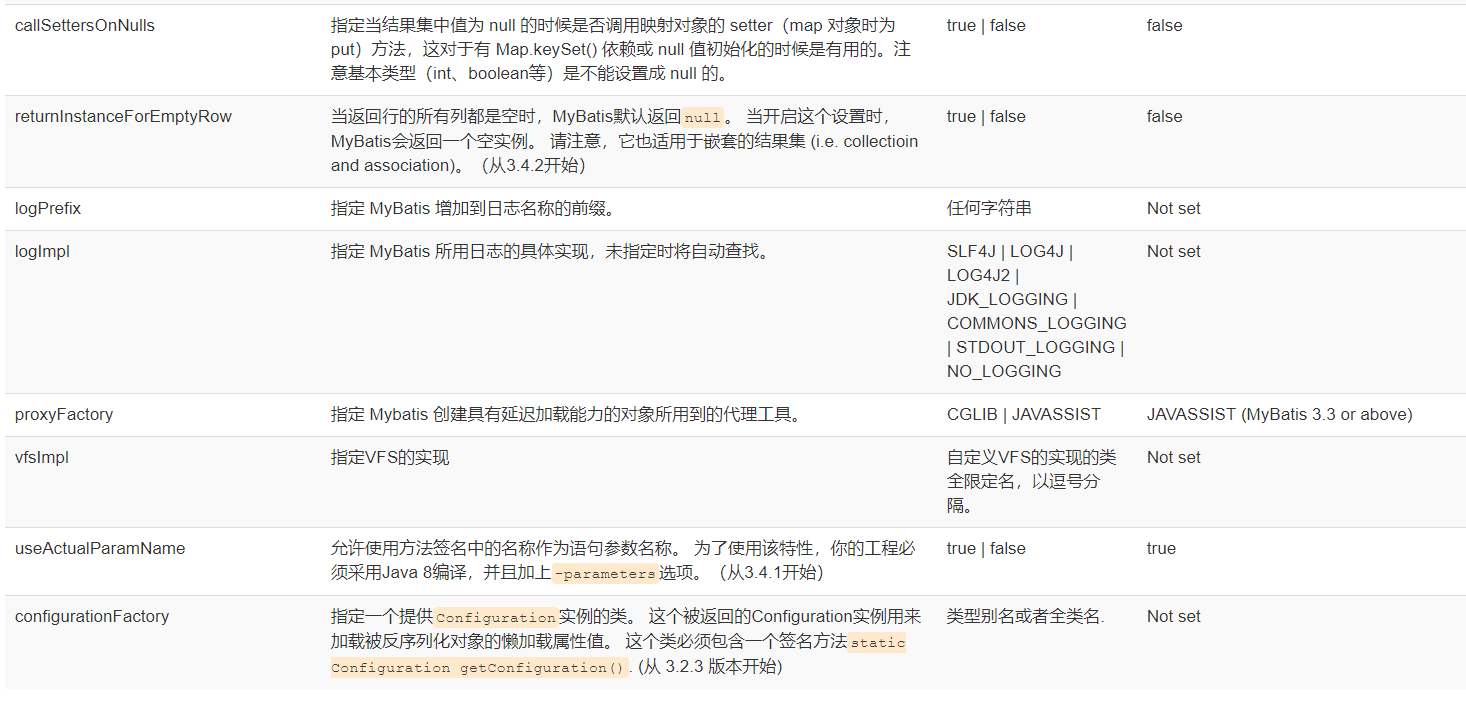 callSettersOnNulls
指定当结果集中值为 null 的时候是否调用映射对象的 setter（map 对象时为
put）方法，这对于有 Map.keySet() 依赖或 null 值初始化的时候是有用的。注
意基本类型（int、boolean等）是不能设置成 null 的。
true | false
false
returnInstanceForEmptyRow
当返回行的所有列都是空时，MyBatis默认返回null。 当开启这个设置时，
MyBatis会返回一个空实例。 请注意，它也适用于嵌套的结果集 (i.e. collectioin
and association)。（从3.4.2开始）
true | false
false
logPrefix
指定 MyBatis 增加到日志名称的前缀。
任何字符串
Not set
logImpl
指定 MyBatis 所用日志的具体实现，未指定时将自动查找。
SLF4J | LOG4J |
LOG4J2 |
JDK_LOGGING |
COMMONS_LOGGING
| STDOUT_LOGGING |
NO_LOGGING
Not set
proxyFactory
指定 Mybatis 创建具有延迟加载能力的对象所用到的代理工具。
CGLIB | JAVASSIST
JAVASSIST (MyBatis 3.3 or above)
vfsImpl
指定VFS的实现
自定义VFS的实现的类
全限定名，以逗号分
隔。
Not set
useActualParamName
允许使用方法签名中的名称作为语句参数名称。 为了使用该特性，你的工程必
须采用Java 8编译，并且加上-parameters选项。（从3.4.1开始）
true | false
true
configurationFactory
指定一个提供Configuration实例的类。 这个被返回的Configuration实例用来
加载被反序列化对象的懒加载属性值。 这个类必须包含一个签名方法static
Configuration getConfiguration(). (从 3.2.3 版本开始)
类型别名或者全类名.
Not set